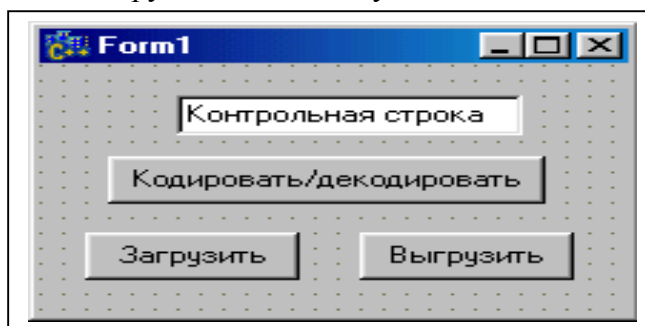 Form1
Контрольная строка
Кодировать/декодировать
Загрузить Выгрузить